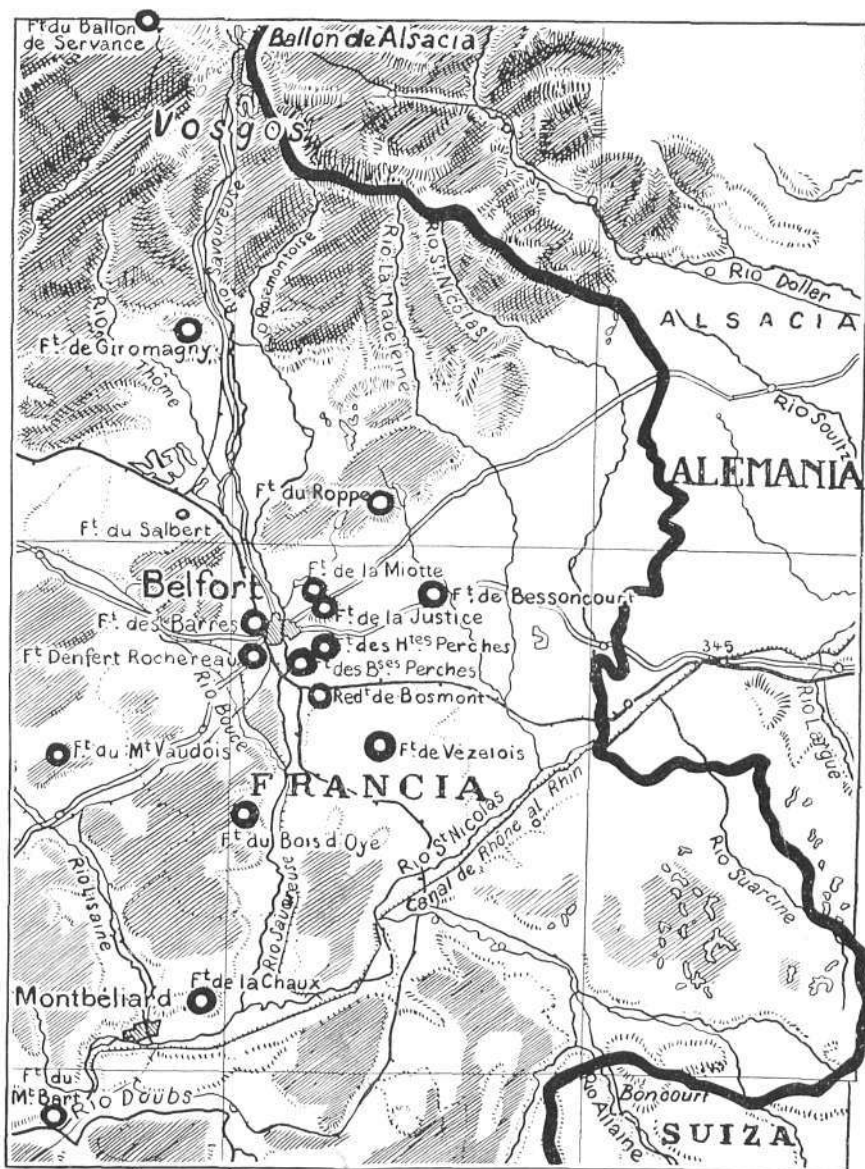 Ft. du Ballon
de Servance
Ballon de Alsacia
Vosgos
Rio Savoureuse
Rosemontoise
Rio La Madeleine
Rio St. Nicolas
Rio Doller
ALSACIA
Rio
Thome
Ft. de Giromagny
Rio Soultz
ALEMANIA
Ft. du Roppe
Ft. du Salbert
Belfort
Ft. de la Miotte
Ft. de Bessoncourt
Ft. des Barres
Ft. de la Justice
Ft. des Htes Perches
345
Ft. Denfert Rochereau
Ft. des Bses Perches
Redt. de Bosmont
Rio Largue
Ft. du Mt. Vaudois
Ft. de Vézelois
FRANCIA
Ft. du Bois d'Oye
Rio St. Nicolas
Canal de Rhône al Rhin
Rio Suarcine
Rio Lisaine
Rio Savoureuse
Ft. de la Chaux
Montbéliard
Ft. du
Mt. Bart
Rio Doubs
Rio Allaine
Boncourt
SUIZA